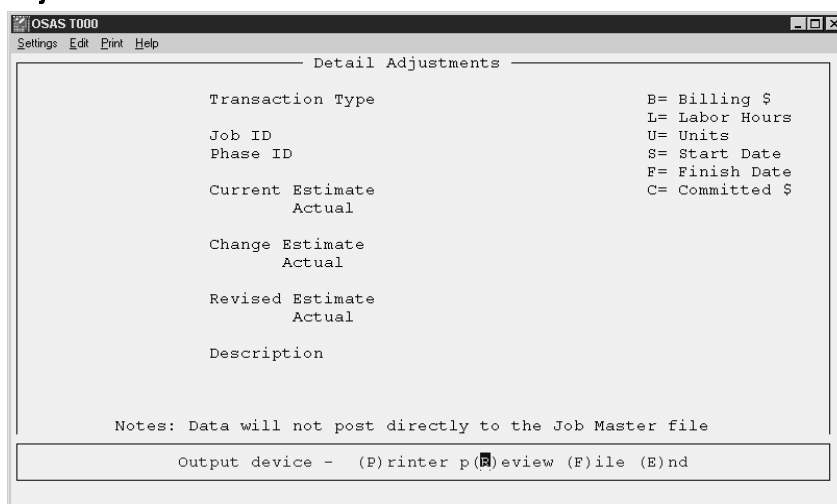 OSAS T000
Settings Edit Print Help
Detail Adjustments
Transaction Type
B= Billing $
L= Labor Hours
Job ID
U= Units
Phase ID
S= Start Date
F= Finish Date
Current Estimate
C= Committed $
Actual
Change Estimate
Actual
Revised Estimate
Actual
Description
Notes: Data will not post directly to the Job Master file
Output device - (P)rinter p(R)eview (F)ile (E)nd